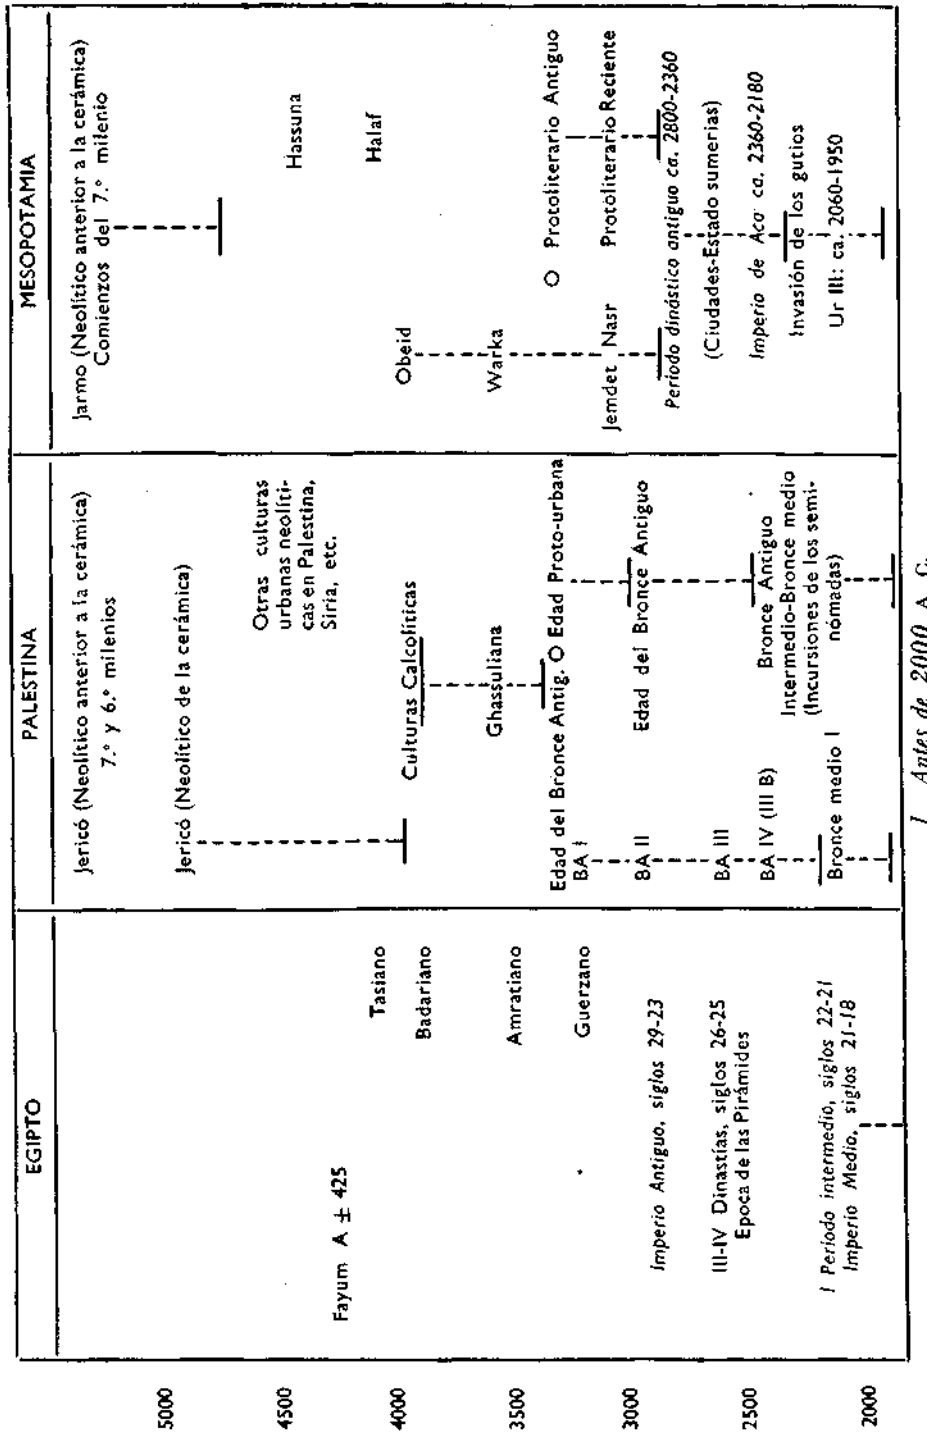 EGIPTO
PALESTINA
MESOPOTAMIA
5000
4500
4000
3500
3000
2500
2000
Fayum A ± 425
Tasiano
Badariano
Amratiano
Guerzano
Imperio Antiguo, siglos 29-23
III-IV Dinastías, siglos 26-25
Epoca de las Pirámides
I Período intermedio, siglos 22-21
Imperio Medio, siglos 21-18
Jericó (Neolítico anterior a la cerámica)
7.º y 6.º milenios
Jericó (Neolítico de la cerámica)
Otras culturas
urbanas neolíti-
cas en Palestina,
Siria, etc.
Culturas Calcolíticas
Ghassuliana
Edad del Bronce Antig. O Edad Proto-urbana
BA I
BA II
Edad del Bronce Antiguo
BA III
BA IV (III B)
Bronce Antiguo
Intermedio-Bronce medio
(Incursiones de los semi-
nómadas)
Bronce medio I
Jarmo (Neolítico anterior a la cerámica)
Comienzos del 7.º milenio
Hassuna
Halaf
Obeid
Warka
O Protoliterario Antiguo
Jemdet Nasr
Protoliterario Reciente
Período dinástico antiguo ca. 2800-2360
(Ciudades-Estado sumerias)
Imperio de Aca ca. 2360-2180
Invasión de los gutios
Ur III: ca. 2060-1950
I. Antes de 2000 A. C.